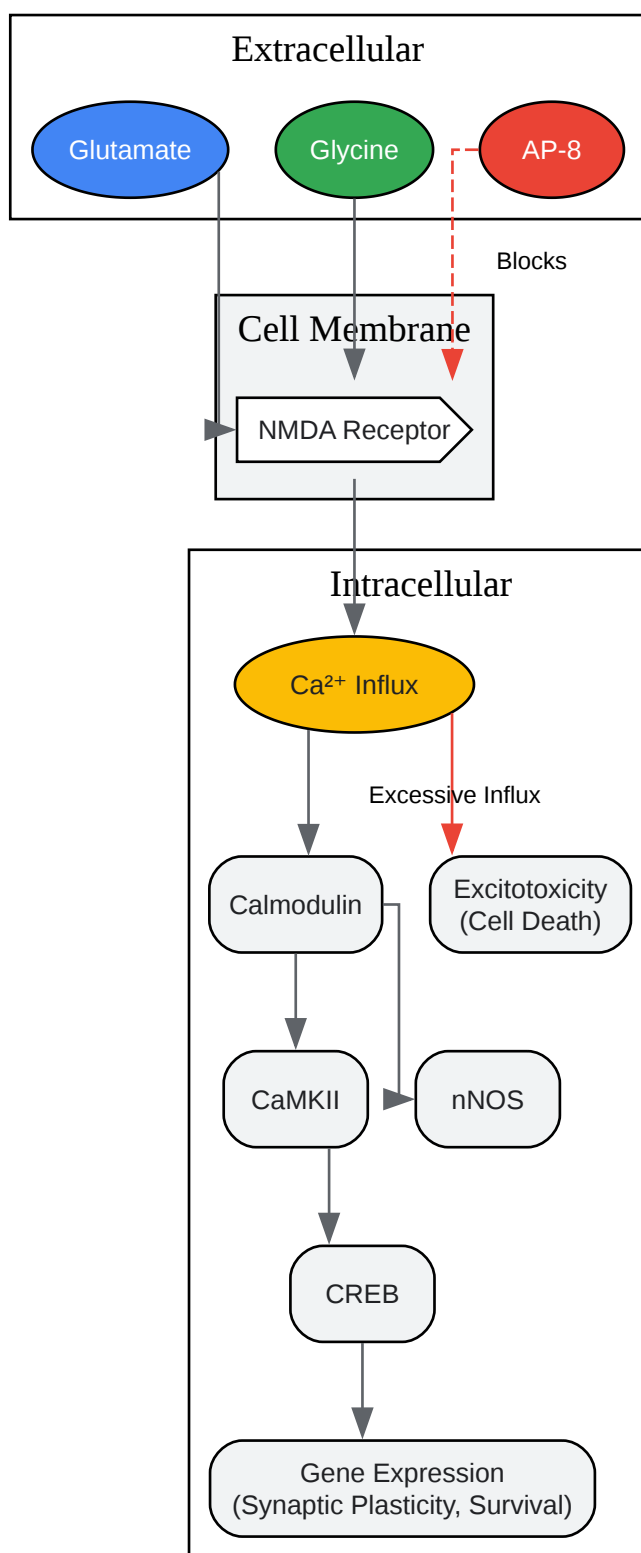 Extracellular
Glutamate
Glycine
AP-8
Blocks
Cell Membrane
NMDA Receptor
Intracellular
Ca²⁺ Influx
Excessive Influx
Calmodulin
Excitotoxicity
(Cell Death)
CaMKII
nNOS
CREB
Gene Expression
(Synaptic Plasticity, Survival)